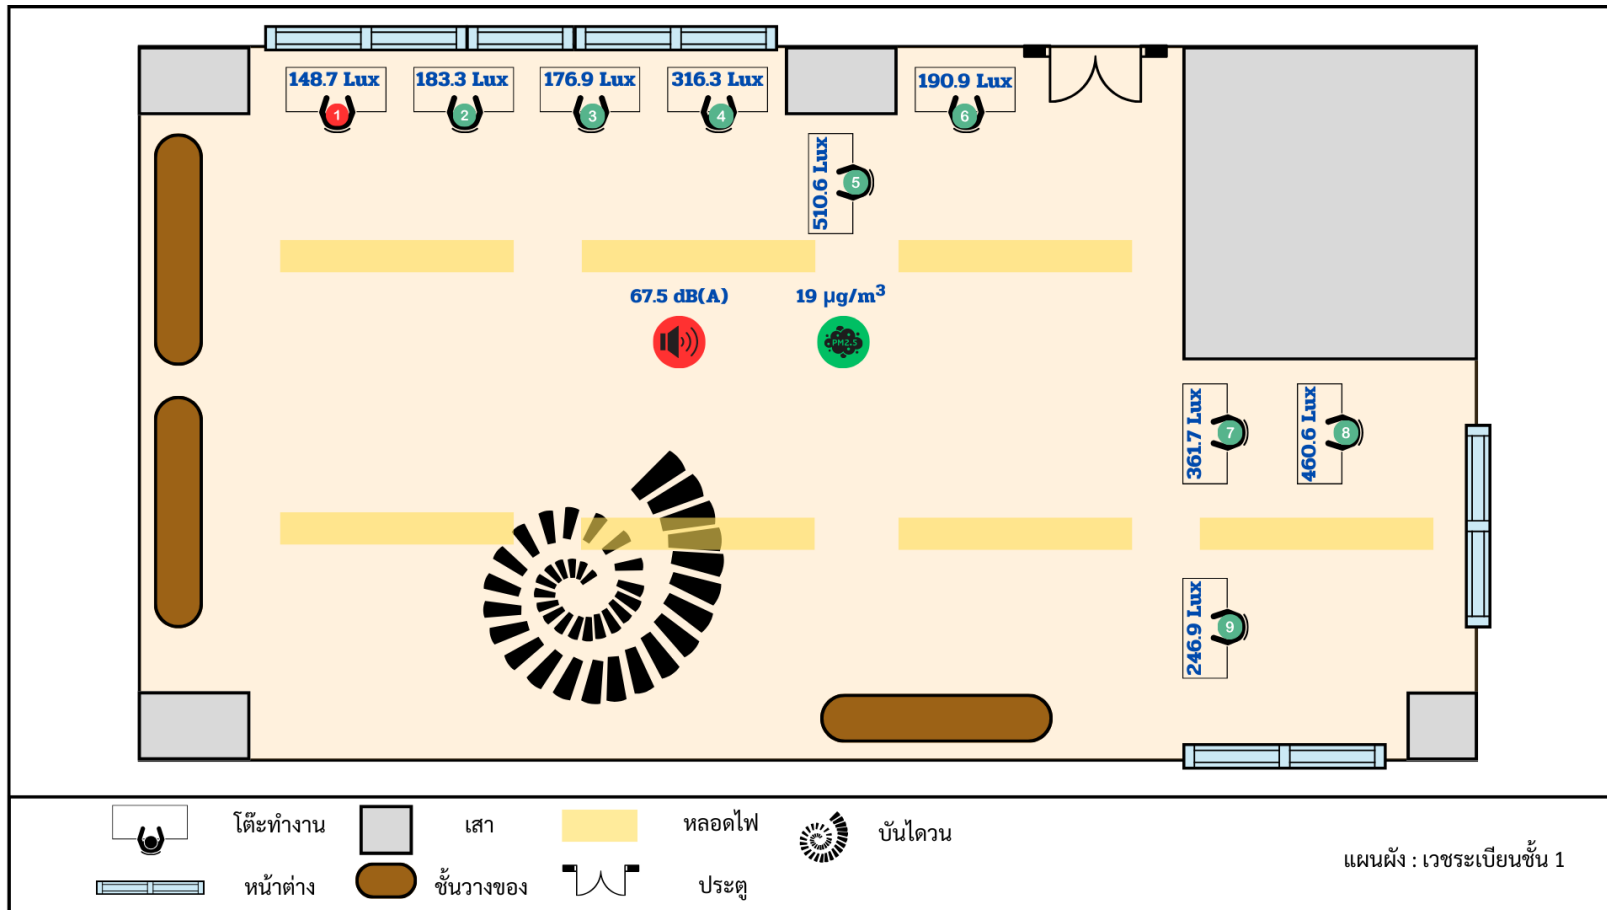 148.7 Lux
183.3 Lux
176.9 Lux
316.3 Lux
190.9 Lux
1
2
3
4
6
510.6 Lux
5
67.5 dB(A)
19 µg/m³
PM2.5
361.7 Lux
7
460.6 Lux
8
246.9 Lux
9
โต๊ะทำงาน
เสา
หลอดไฟ
บันไดวน
หน้าต่าง
ชั้นวางของ
ประตู
แผนผัง : เวชระเบียนชั้น 1